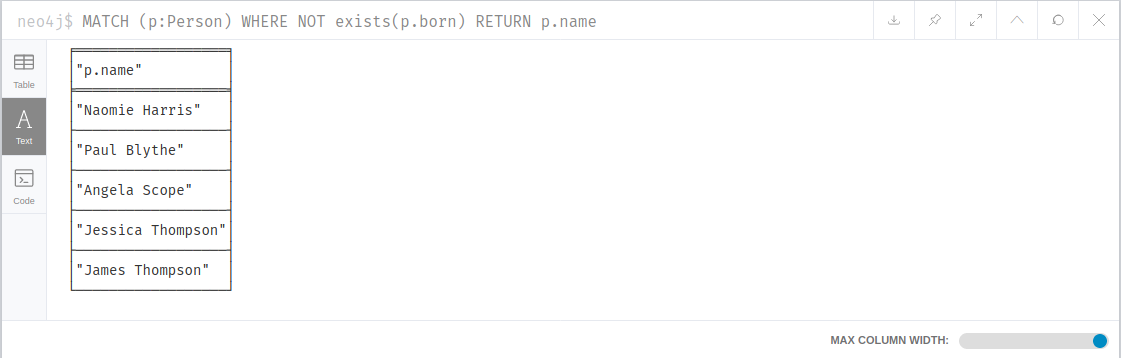 neo4j$ MATCH (p:Person) WHERE NOT exists(p.born) RETURN p.name
"p.name"
Table
"Naomie Harris"
Text
"Paul Blythe"
"Angela Scope"
Code
"Jessica Thompson"
"James Thompson"
MAX COLUMN WIDTH: